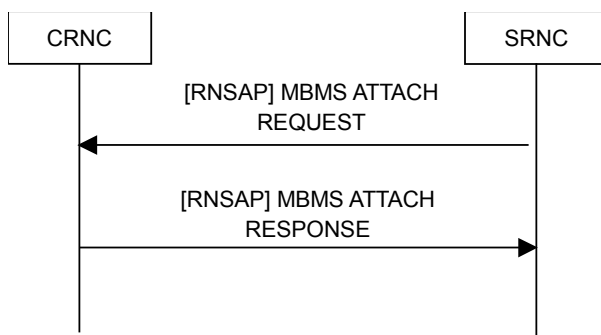 CRNC
SRNC
[RNSAP] MBMS ATTACH
REQUEST
[RNSAP] MBMS ATTACH
RESPONSE